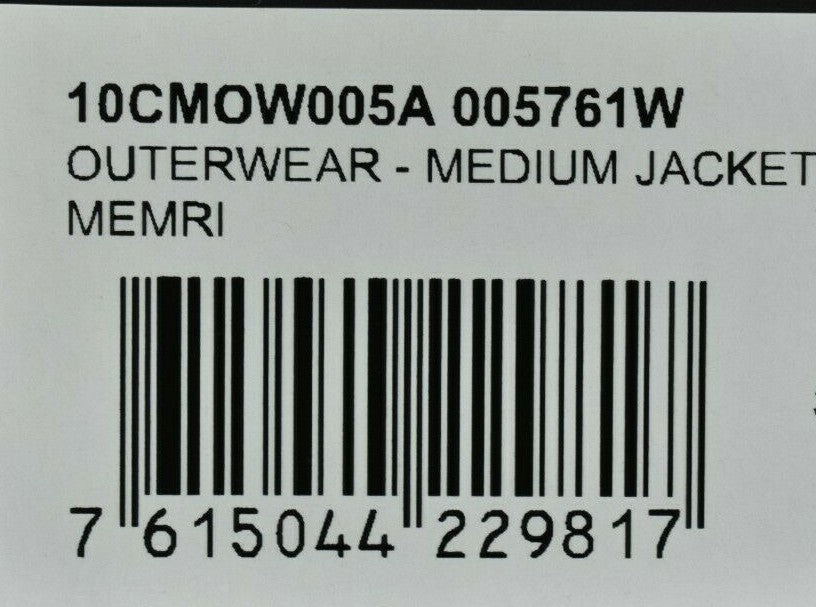 10CMOW005A 005761W
OUTERWEAR - MEDIUM JACKET
MEMRI
7 615044 229817